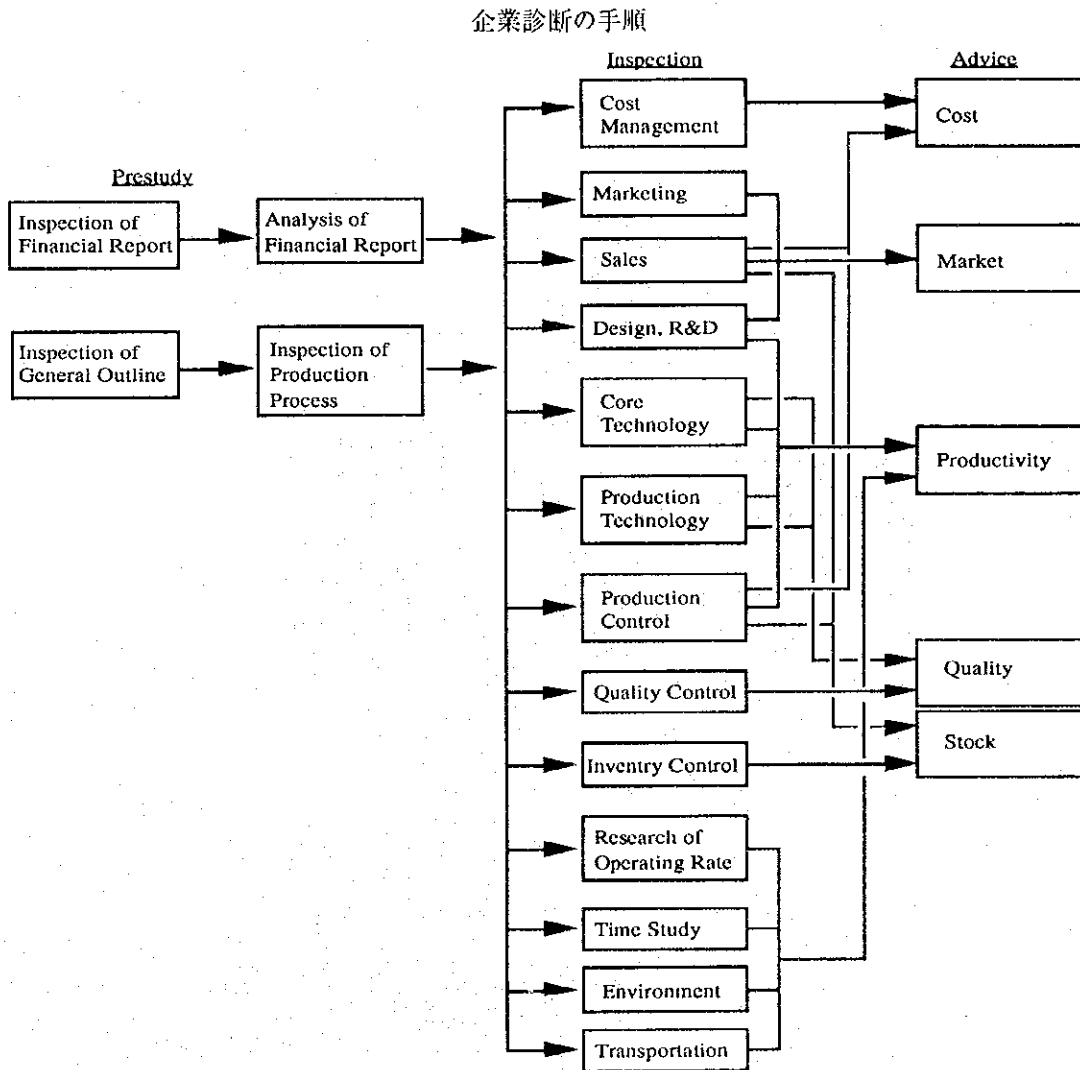 企業診断の手順
Prestudy
Inspection of
Financial Report
Analysis of
Financial Report
Inspection of
General Outline
Inspection of
Production
Process
Inspection
Cost
Management
Marketing
Sales
Design, R&D
Core
Technology
Production
Technology
Production
Control
Quality Control
Inventry Control
Research of
Operating Rate
Time Study
Environment
Transportation
Advice
Cost
Market
Productivity
Quality
Stock